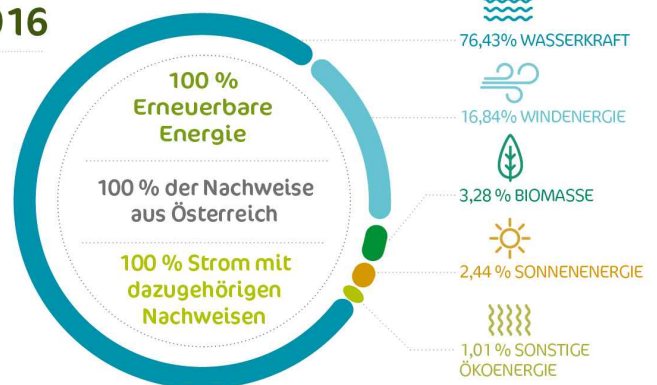 16
100 %
Erneuerbare
Energie
100 % der Nachweise
aus Österreich
100 % Strom mit
dazugehörigen
Nachweisen
76,43% WASSERKRAFT
16,84% WINDENERGIE
3,28 % BIOMASSE
2,44 % SONNENENERGIE
1,01 % SONSTIGE
ÖKOENERGIE